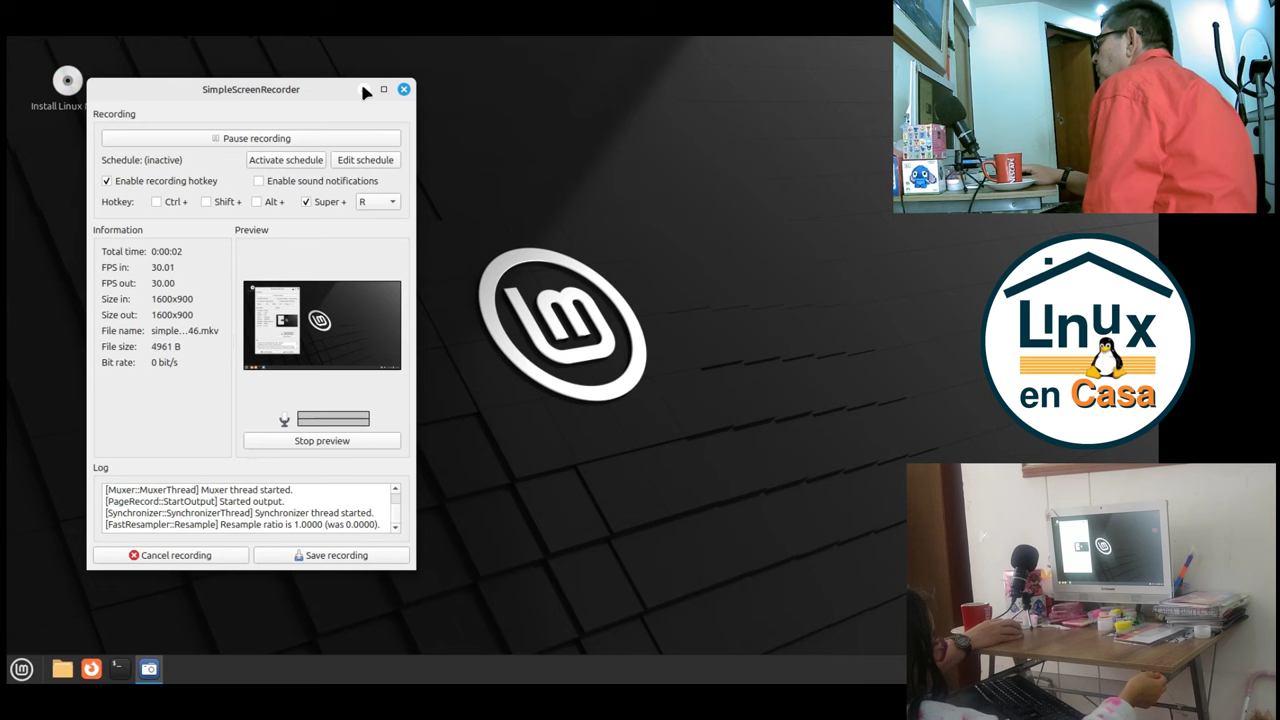 Install Linux
SimpleScreenRecorder
Recording
Pause recording
Schedule: (inactive)
Activate schedule
Edit schedule
Enable recording hotkey
Enable sound notifications
Hotkey:
Ctrl +
Shift +
Alt +
Super +
R
Information
Preview
Total time: 0:00:02
FPS in: 30.01
FPS out: 30.00
Size in: 1600x900
Size out: 1600x900
File name: simple...46.mkv
File size: 4961 B
Bit rate: 0 bit/s
Stop preview
Log
[Muxer::MuxerThread] Muxer thread started.
[PageRecord::StartOutput] Started output.
[Synchronizer::SynchronizerThread] Synchronizer thread started.
[FastResampler::Resample] Resample ratio is 1.0000 (was 0.0000).
Cancel recording
Save recording
Linux
en Casa